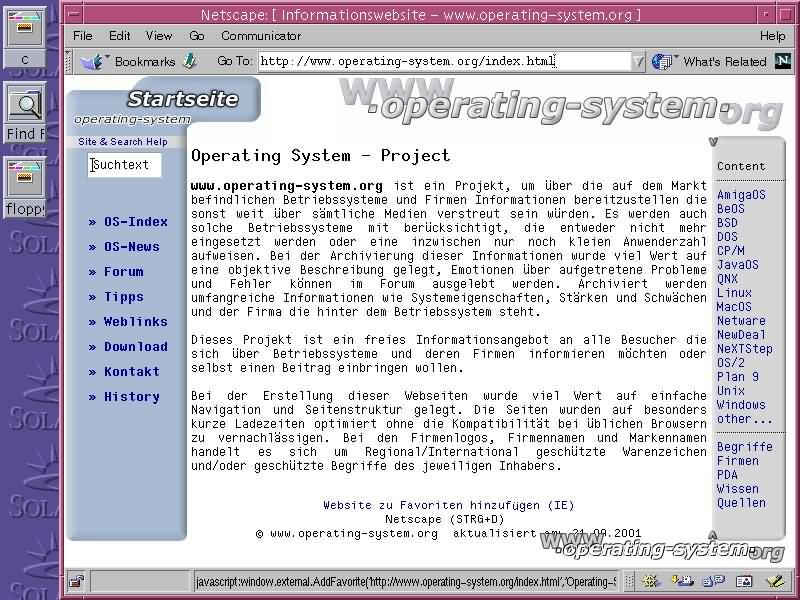 Netscape: [ Informationswebsite - www.operating-system.org ]
File Edit View Go Communicator Help
Bookmarks Go To: http://www.operating-system.org/index.html What's Related N
C
Find F
flopp
Startseite
operating-system
www.operating-system.org
Site & Search Help
Suchtext
» OS-Index
» OS-News
» Forum
» Tipps
» Weblinks
» Download
» Kontakt
» History
Operating System - Project
www.operating-system.org ist ein Projekt, um über die auf dem Markt
befindlichen Betriebssysteme und Firmen Informationen bereitzustellen die
sonst weit über sämtliche Medien verstreut sein würden. Es werden auch
solche Betriebssysteme mit berücksichtigt, die entweder nicht mehr
eingesetzt werden oder eine inzwischen nur noch kleien Anwenderzahl
aufweisen. Bei der Archivierung dieser Informationen wurde viel Wert auf
eine objektive Beschreibung gelegt, Emotionen über aufgetretene Probleme
und Fehler können im Forum ausgelebt werden. Archiviert werden
umfangreiche Informationen wie Systemeigenschaften, Stärken und Schwächen
und der Firma die hinter dem Betriebssystem steht.
Dieses Projekt ist ein freies Informationsangebot an alle Besucher die
sich über Betriebssysteme und deren Firmen informieren möchten oder
selbst einen Beitrag einbringen wollen.
Bei der Erstellung dieser Webseiten wurde viel Wert auf einfache
Navigation und Seitenstruktur gelegt. Die Seiten wurden auf besonders
kurze Ladezeiten optimiert ohne die Kompatibilität bei üblichen Browsern
zu vernachlässigen. Bei den Firmenlogos, Firmennamen und Markennamen
handelt es sich um Regional/International geschützte Warenzeichen
und/oder geschützte Begriffe des jeweiligen Inhabers.
Website zu Favoriten hinzufügen (IE)
Netscape (STRG+D)
© www.operating-system.org aktualisiert am 21.09.2001
www.operating-system.org
Content
AmigaOS
BeOS
BSD
DOS
CP/M
JavaOS
QNX
Linux
MacOS
Netware
NewDeal
NeXTStep
OS/2
Plan 9
Unix
Windows
other...
Begriffe
Firmen
PDA
Wissen
Quellen
javascript:window.external.AddFavorite('http://www.operating-system.org/index.html','Operating-S